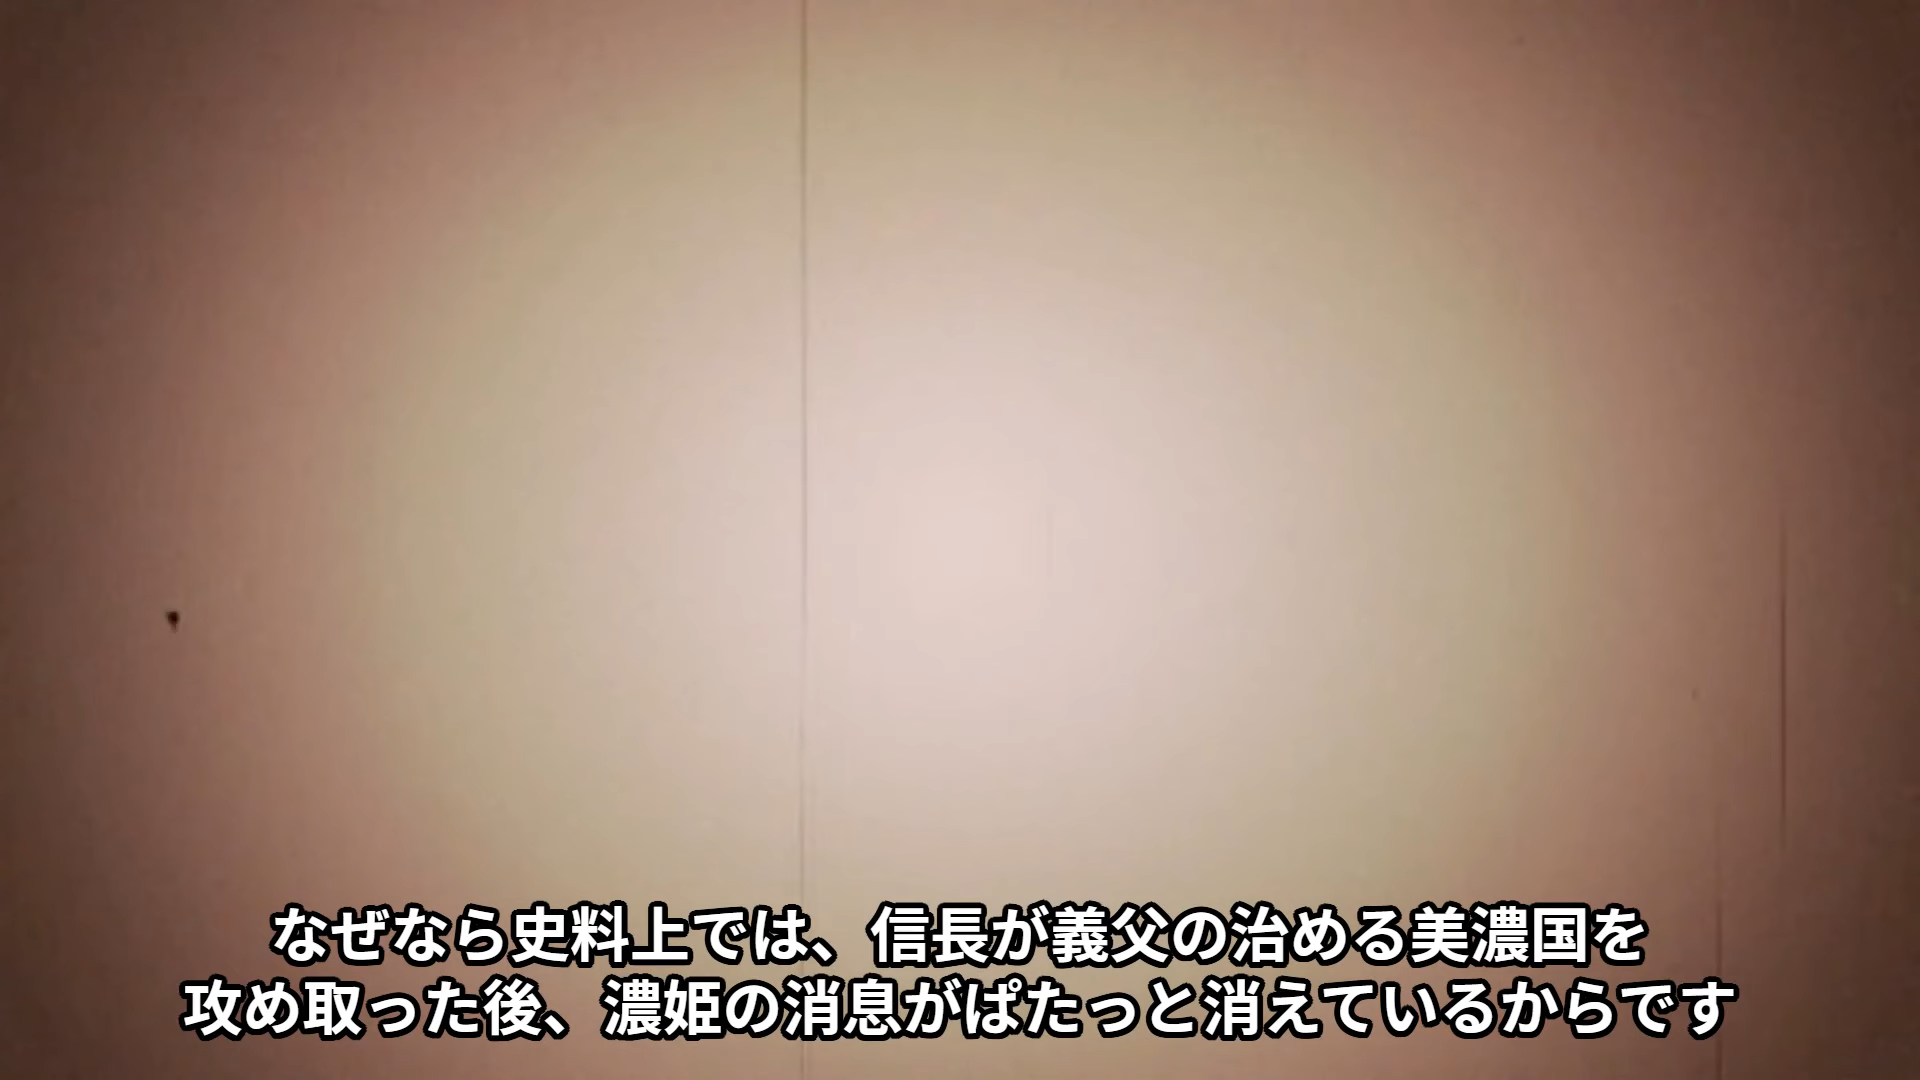 なぜなら史料上では、信長が義父の治める美濃国を
攻め取った後、濃姫の消息がぱたっと消えているからです